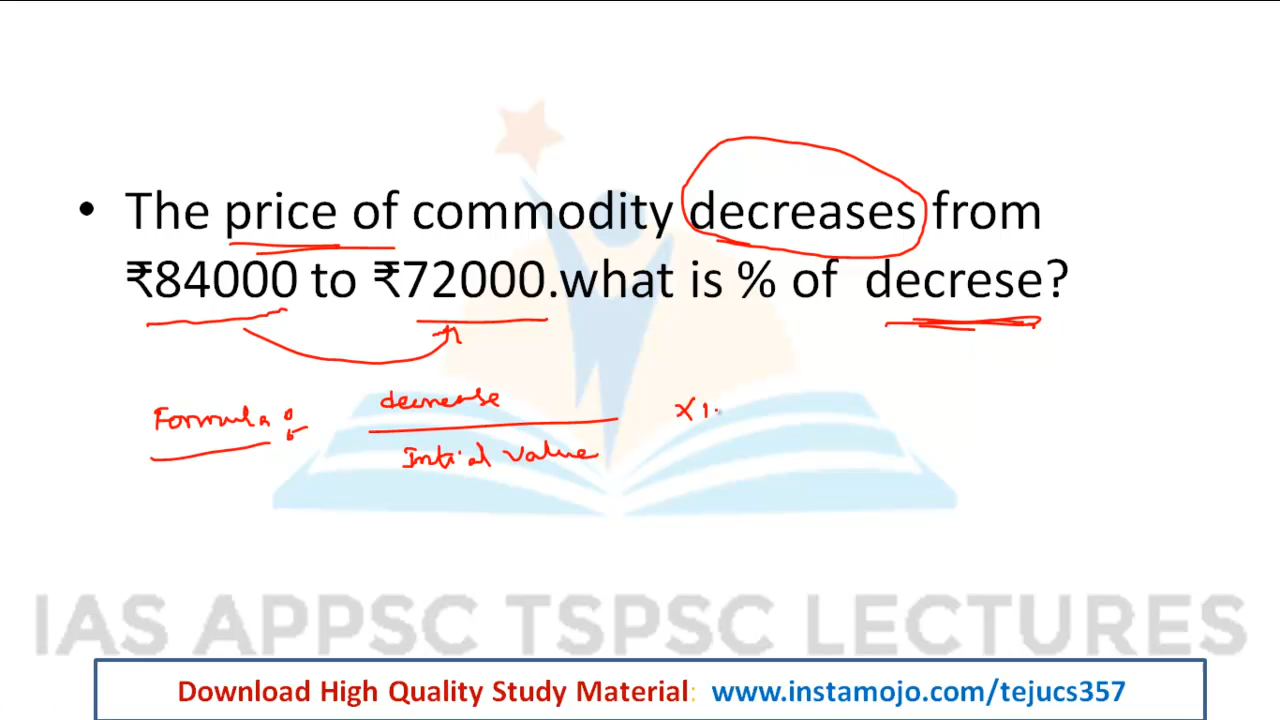 • The price of commodity decreases from
₹84000 to ₹72000.what is % of decrese?
Formula :
decrease
Initial value
IAS APPSC TSPSC LECTURES
Download High Quality Study Material: www.instamojo.com/tejucs357